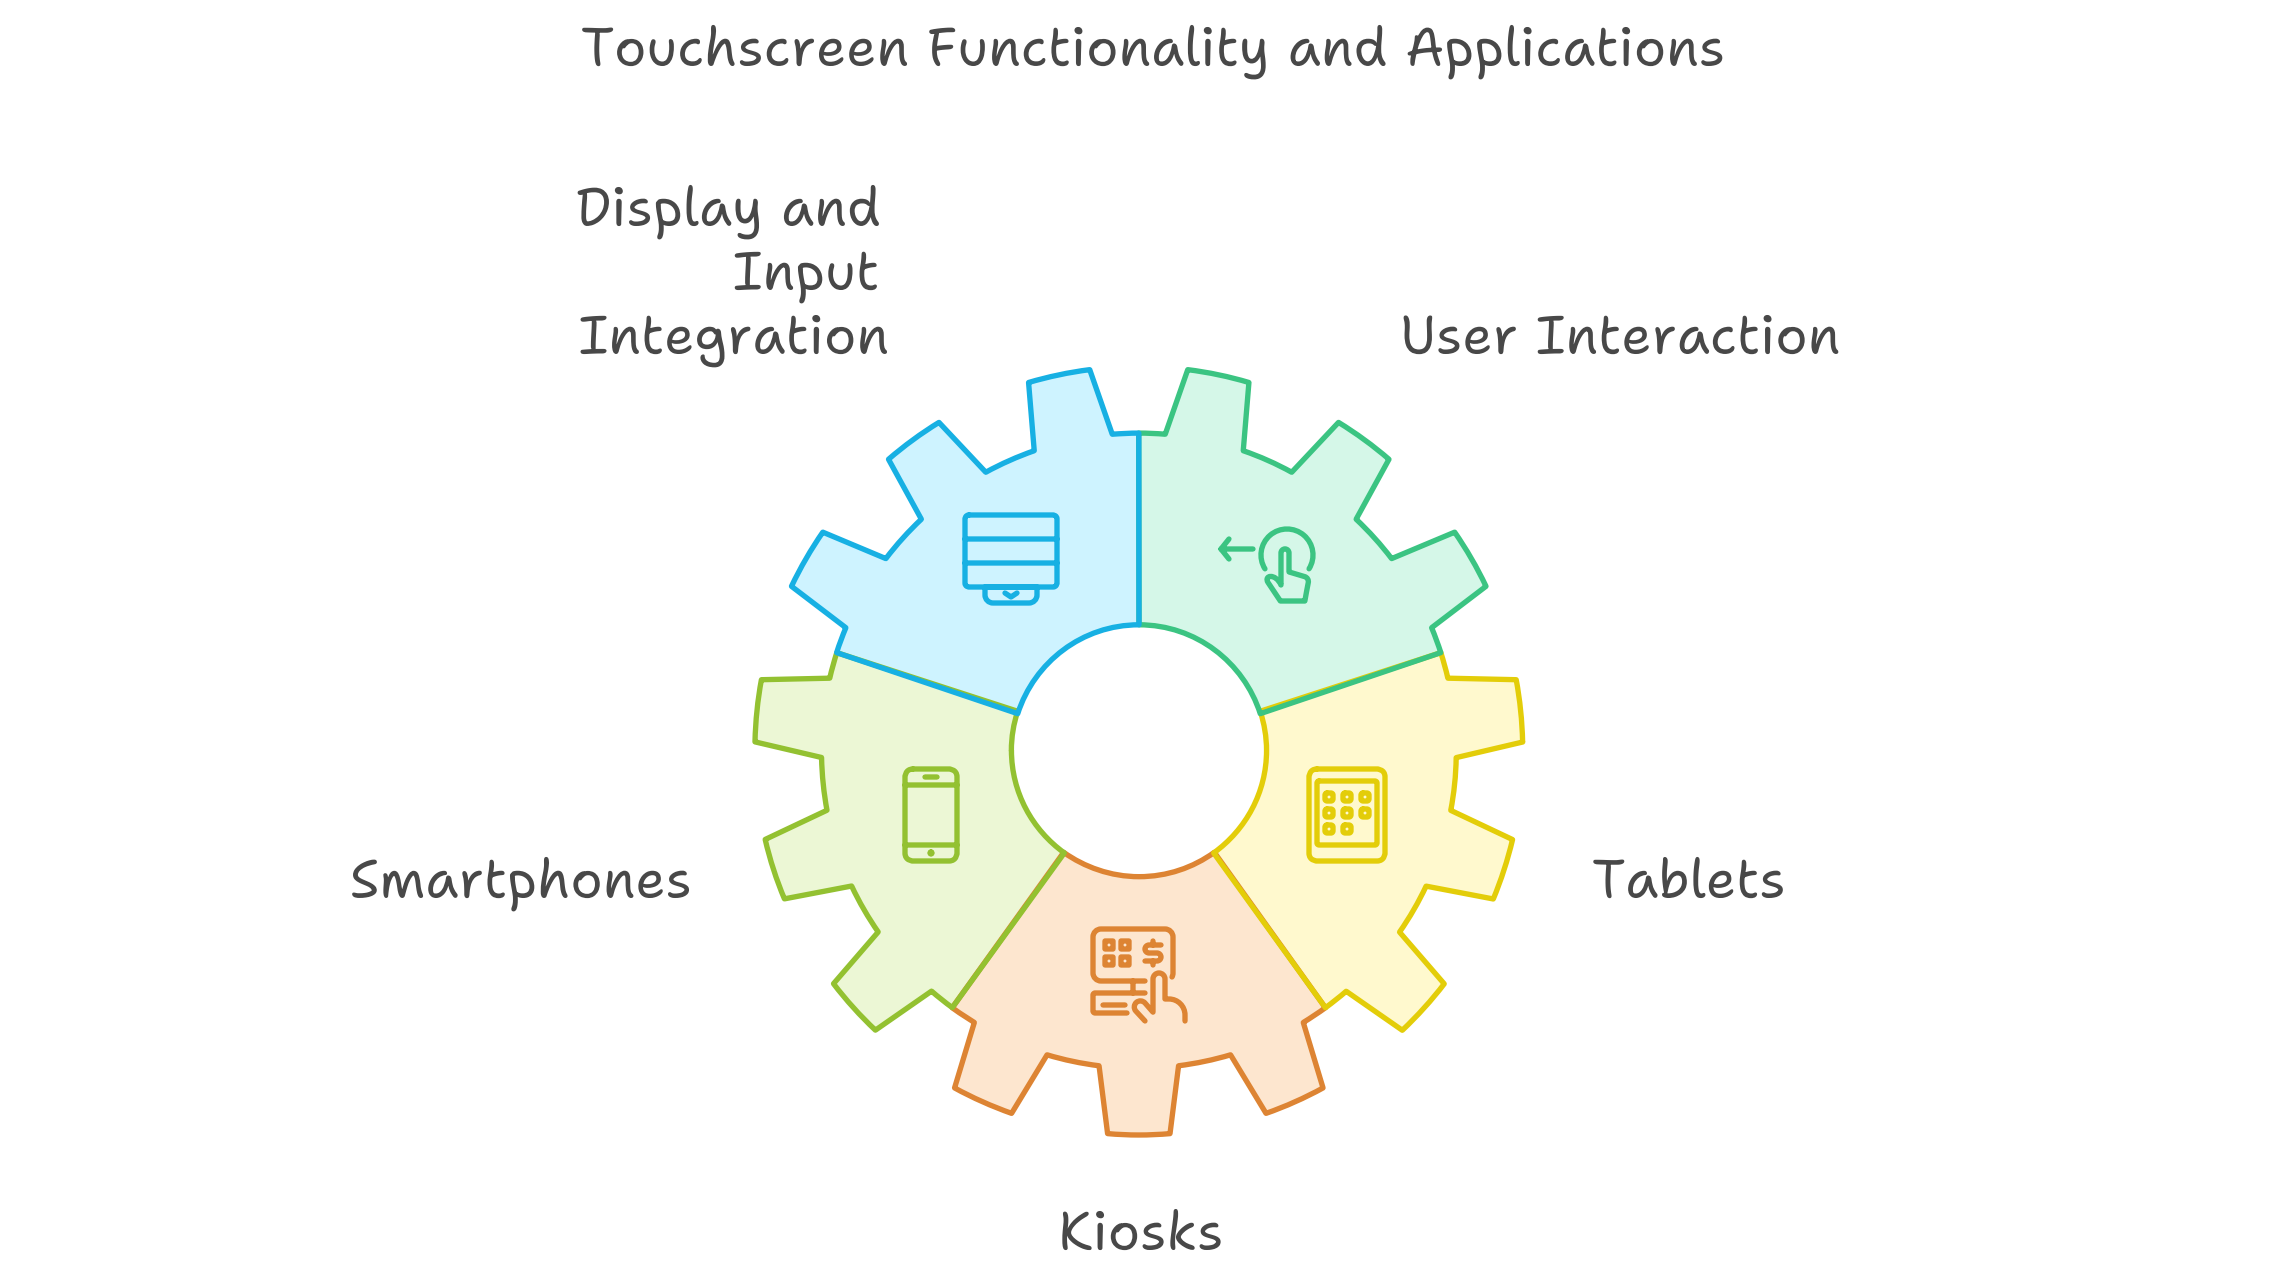 Touchscreen Functionality and Applications
Display and
Input
Integration
User Interaction
Smartphones
Tablets
$
Kiosks